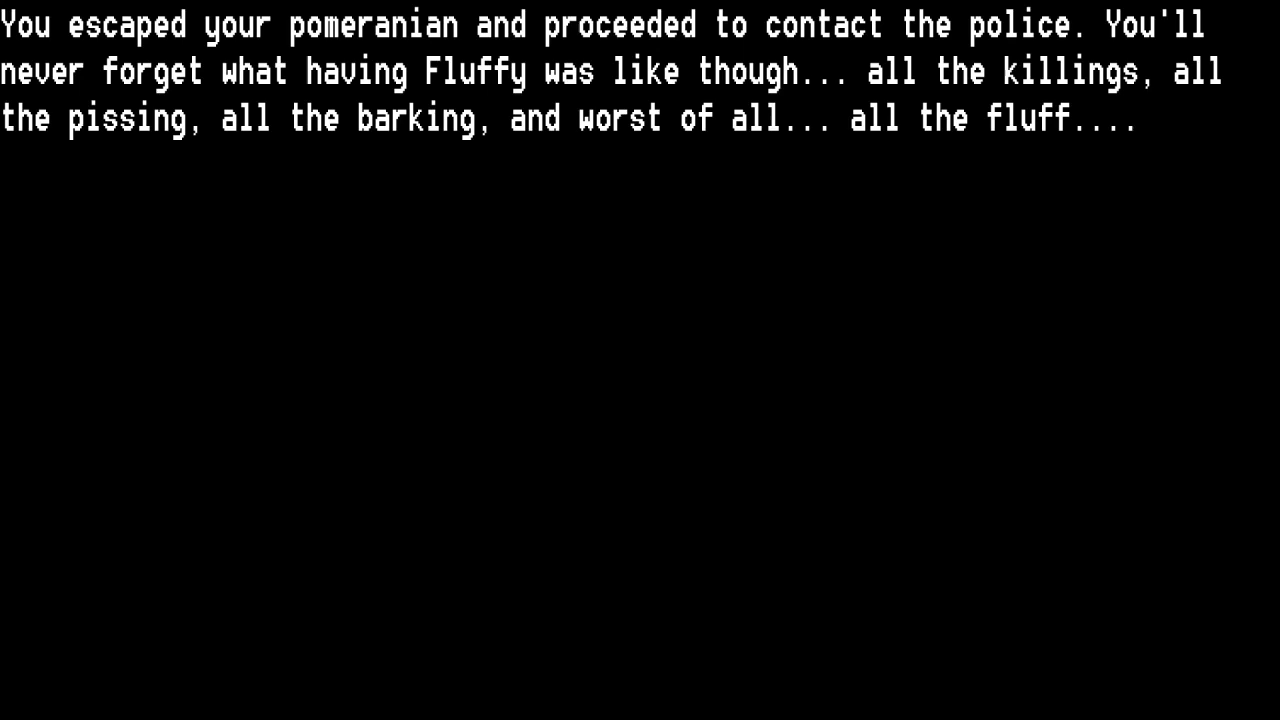 You escaped your pomeranian and proceeded to contact the police. You'll
never forget what having Fluffy was like though... all the killings, all
the pissing, all the barking, and worst of all... all the fluff....